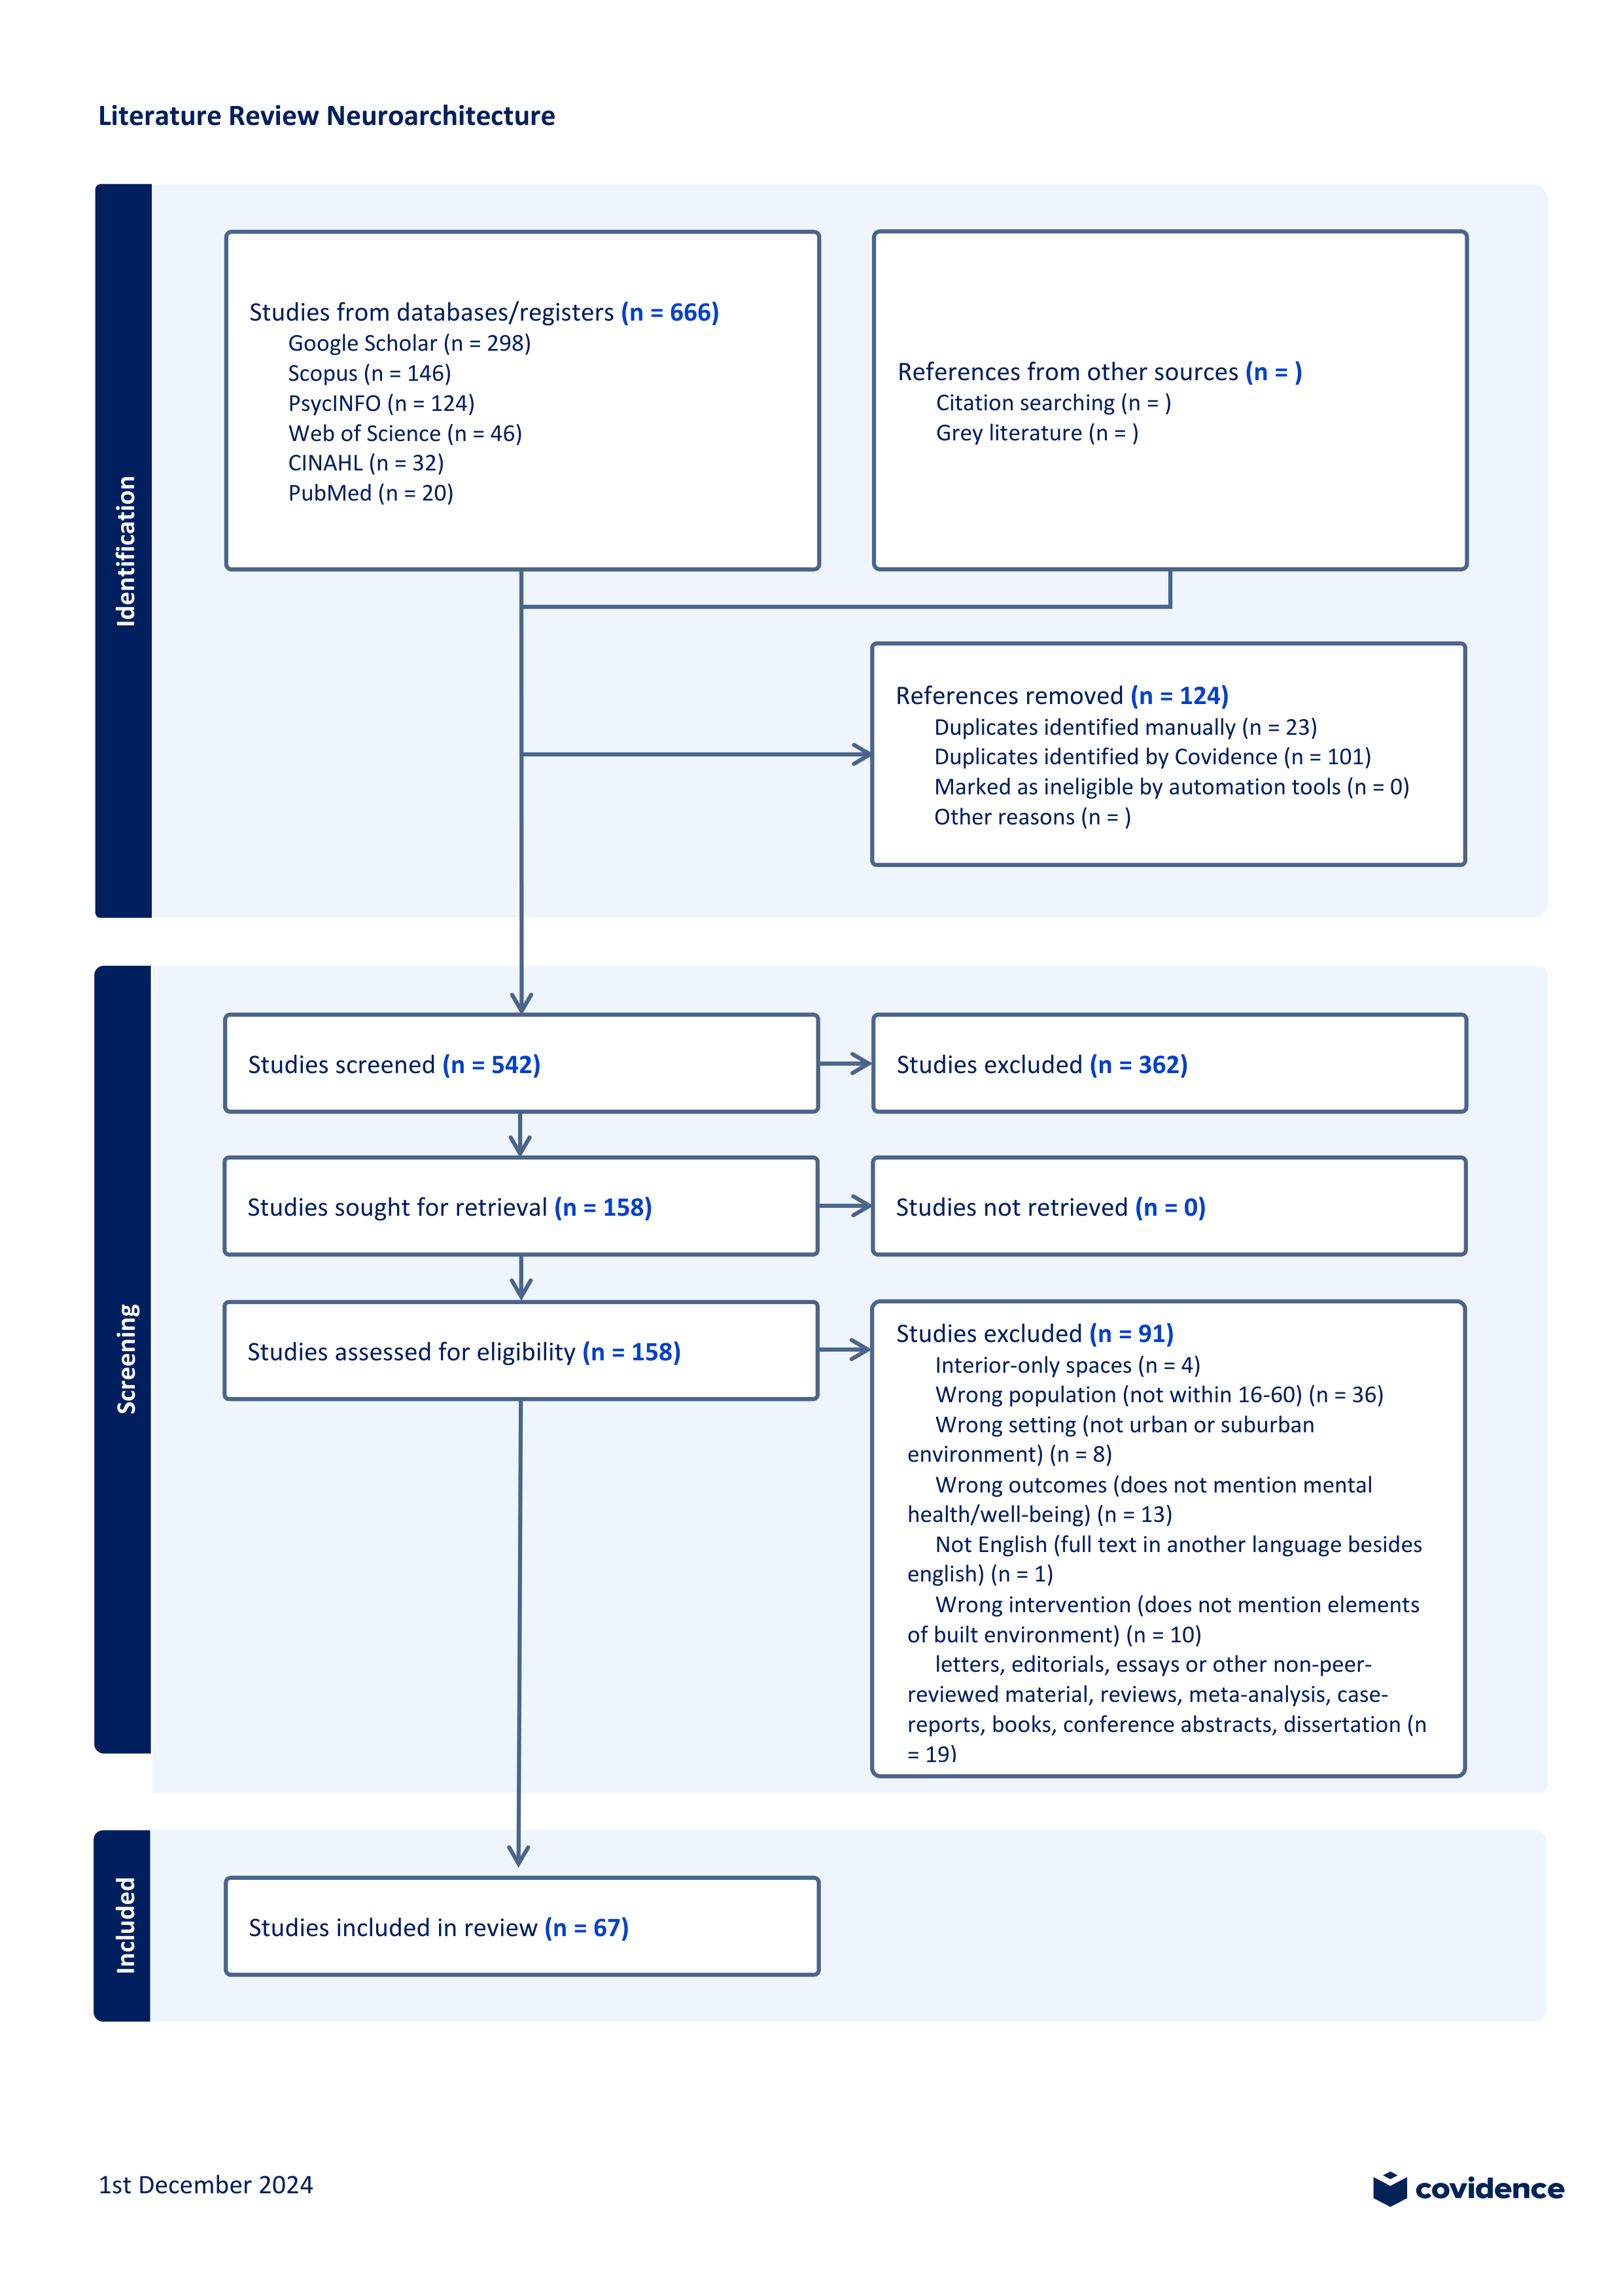 Literature Review Neuroarchitecture
Identification
Studies from databases/registers (n = 666)
Google Scholar (n = 298)
Scopus (n = 146)
PsycINFO (n = 124)
Web of Science (n = 46)
CINAHL (n = 32)
PubMed (n = 20)
References from other sources (n = )
Citation searching (n = )
Grey literature (n = )
References removed (n = 124)
Duplicates identified manually (n = 23)
Duplicates identified by Covidence (n = 101)
Marked as ineligible by automation tools (n = 0)
Other reasons (n = )
Screening
Studies screened (n = 542)
Studies excluded (n = 362)
Studies sought for retrieval (n = 158)
Studies not retrieved (n = 0)
Studies assessed for eligibility (n = 158)
Studies excluded (n = 91)
Interior-only spaces (n = 4)
Wrong population (not within 16-60) (n = 36)
Wrong setting (not urban or suburban
environment) (n = 8)
Wrong outcomes (does not mention mental
health/well-being) (n = 13)
Not English (full text in another language besides
english) (n = 1)
Wrong intervention (does not mention elements
of built environment) (n = 10)
letters, editorials, essays or other non-peer-
reviewed material, reviews, meta-analysis, case-
reports, books, conference abstracts, dissertation (n
= 19)
Included
Studies included in review (n = 67)
1st December 2024
covidence